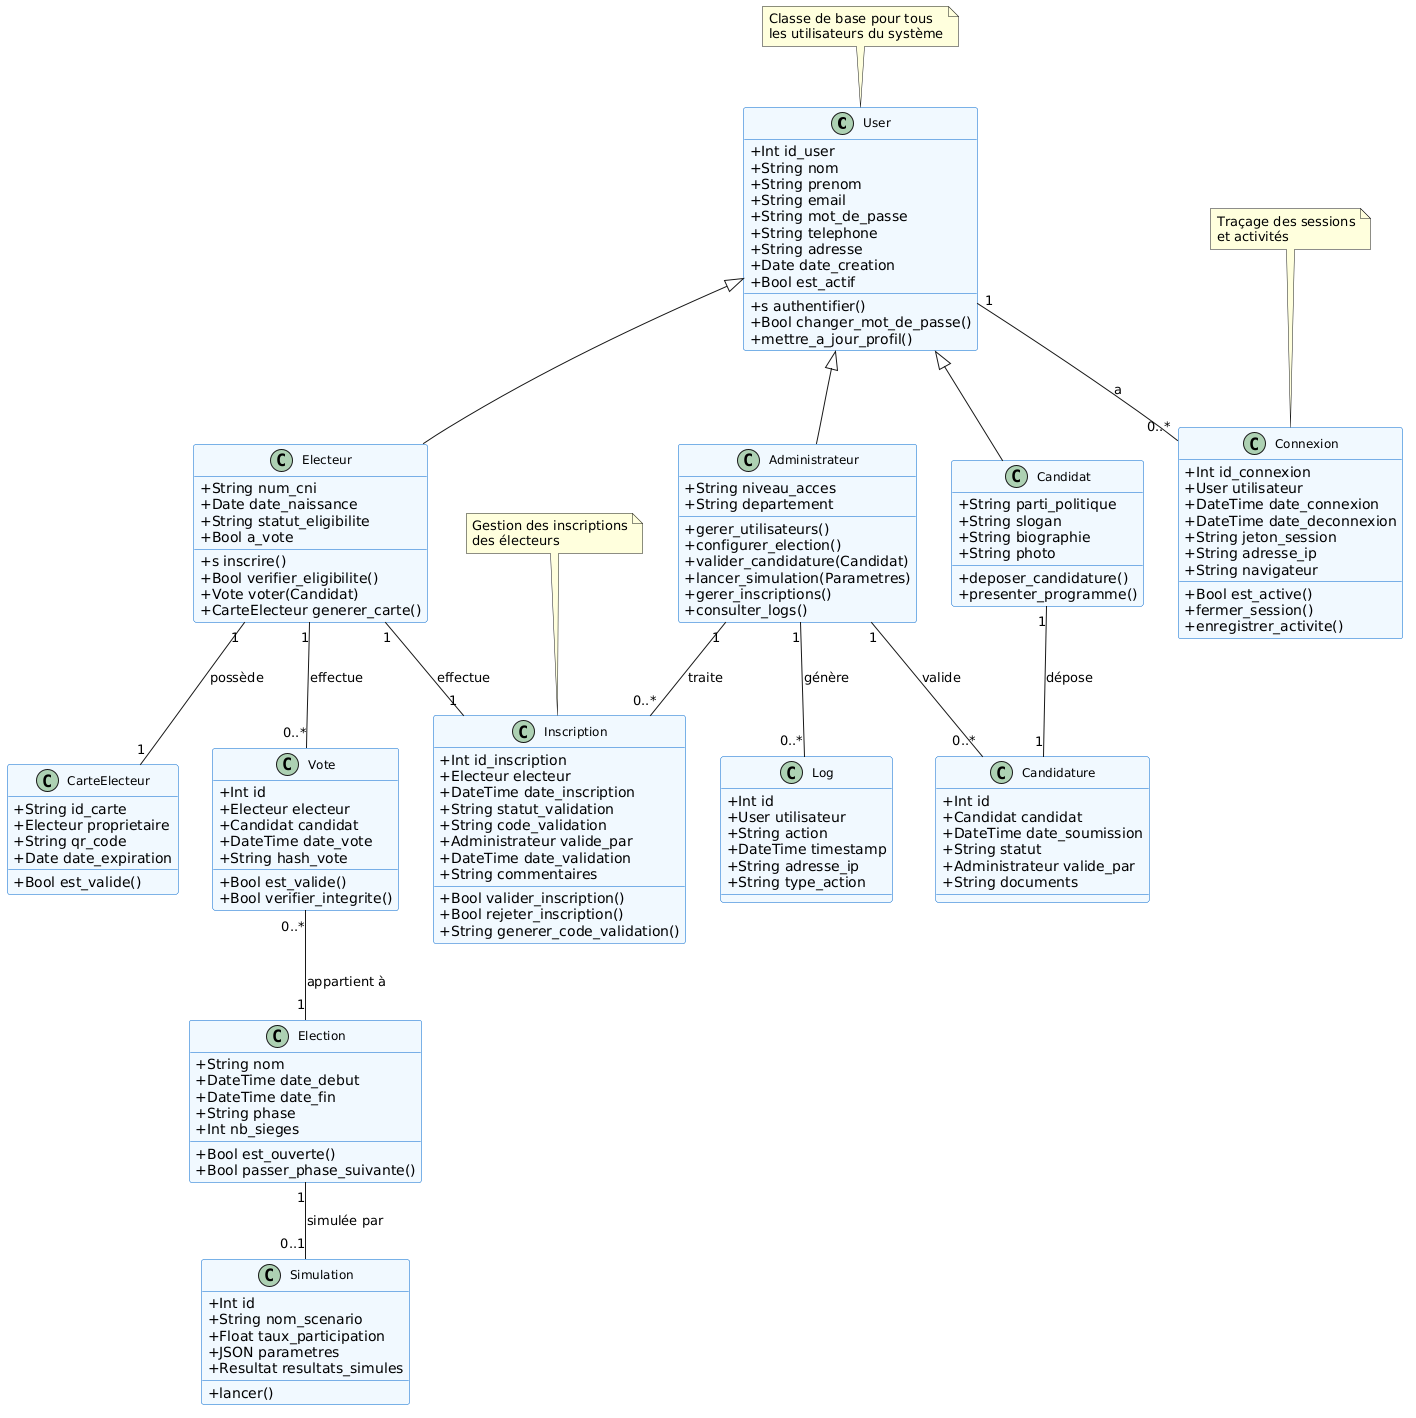 Classe de base pour tous
les utilisateurs du système
C User
+Int id_user
+String nom
+String prenom
+String email
+String mot_de_passe
+String telephone
+String adresse
+Date date_creation
+Bool est_actif
+s authentifier()
+Bool changer_mot_de_passe()
+mettre_a_jour_profil()
Traçage des sessions
et activités
1
a
0..*
C Electeur
+String num_cni
+Date date_naissance
+String statut_eligibilite
+Bool a_vote
+s inscrire()
+Bool verifier_eligibilite()
+Vote voter(Candidat)
+CarteElecteur generer_carte()
Gestion des inscriptions
des électeurs
C Administrateur
+String niveau_acces
+String departement
+gerer_utilisateurs()
+configurer_election()
+valider_candidature(Candidat)
+lancer_simulation(Parametres)
+gerer_inscriptions()
+consulter_logs()
C Candidat
+String parti_politique
+String slogan
+String biographie
+String photo
+deposer_candidature()
+presenter_programme()
C Connexion
+Int id_connexion
+User utilisateur
+DateTime date_connexion
+DateTime date_deconnexion
+String jeton_session
+String adresse_ip
+String navigateur
+Bool est_active()
+fermer_session()
+enregistrer_activite()
1
possède
1
1
effectue
0..*
1
effectue
1
1
traite
0..*
1
génère
0..*
1
valide
0..*
1
dépose
1
C CarteElecteur
+String id_carte
+Electeur proprietaire
+String qr_code
+Date date_expiration
+Bool est_valide()
C Vote
+Int id
+Electeur electeur
+Candidat candidat
+DateTime date_vote
+String hash_vote
+Bool est_valide()
+Bool verifier_integrite()
C Inscription
+Int id_inscription
+Electeur electeur
+DateTime date_inscription
+String statut_validation
+String code_validation
+Administrateur valide_par
+DateTime date_validation
+String commentaires
+Bool valider_inscription()
+Bool rejeter_inscription()
+String generer_code_validation()
C Log
+Int id
+User utilisateur
+String action
+DateTime timestamp
+String adresse_ip
+String type_action
C Candidature
+Int id
+Candidat candidat
+DateTime date_soumission
+String statut
+Administrateur valide_par
+String documents
0..*
appartient à
1
C Election
+String nom
+DateTime date_debut
+DateTime date_fin
+String phase
+Int nb_sieges
+Bool est_ouverte()
+Bool passer_phase_suivante()
1
simulée par
0..1
C Simulation
+Int id
+String nom_scenario
+Float taux_participation
+JSON parametres
+Resultat resultats_simules
+lancer()